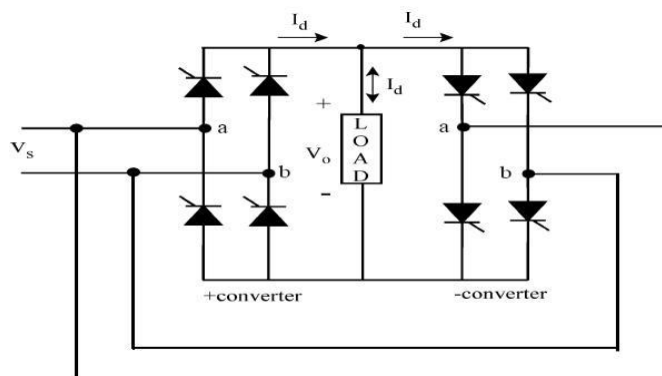 I_d I_d
I_d
+
a a
V_s V_o LOAD
b b
-
+converter -converter